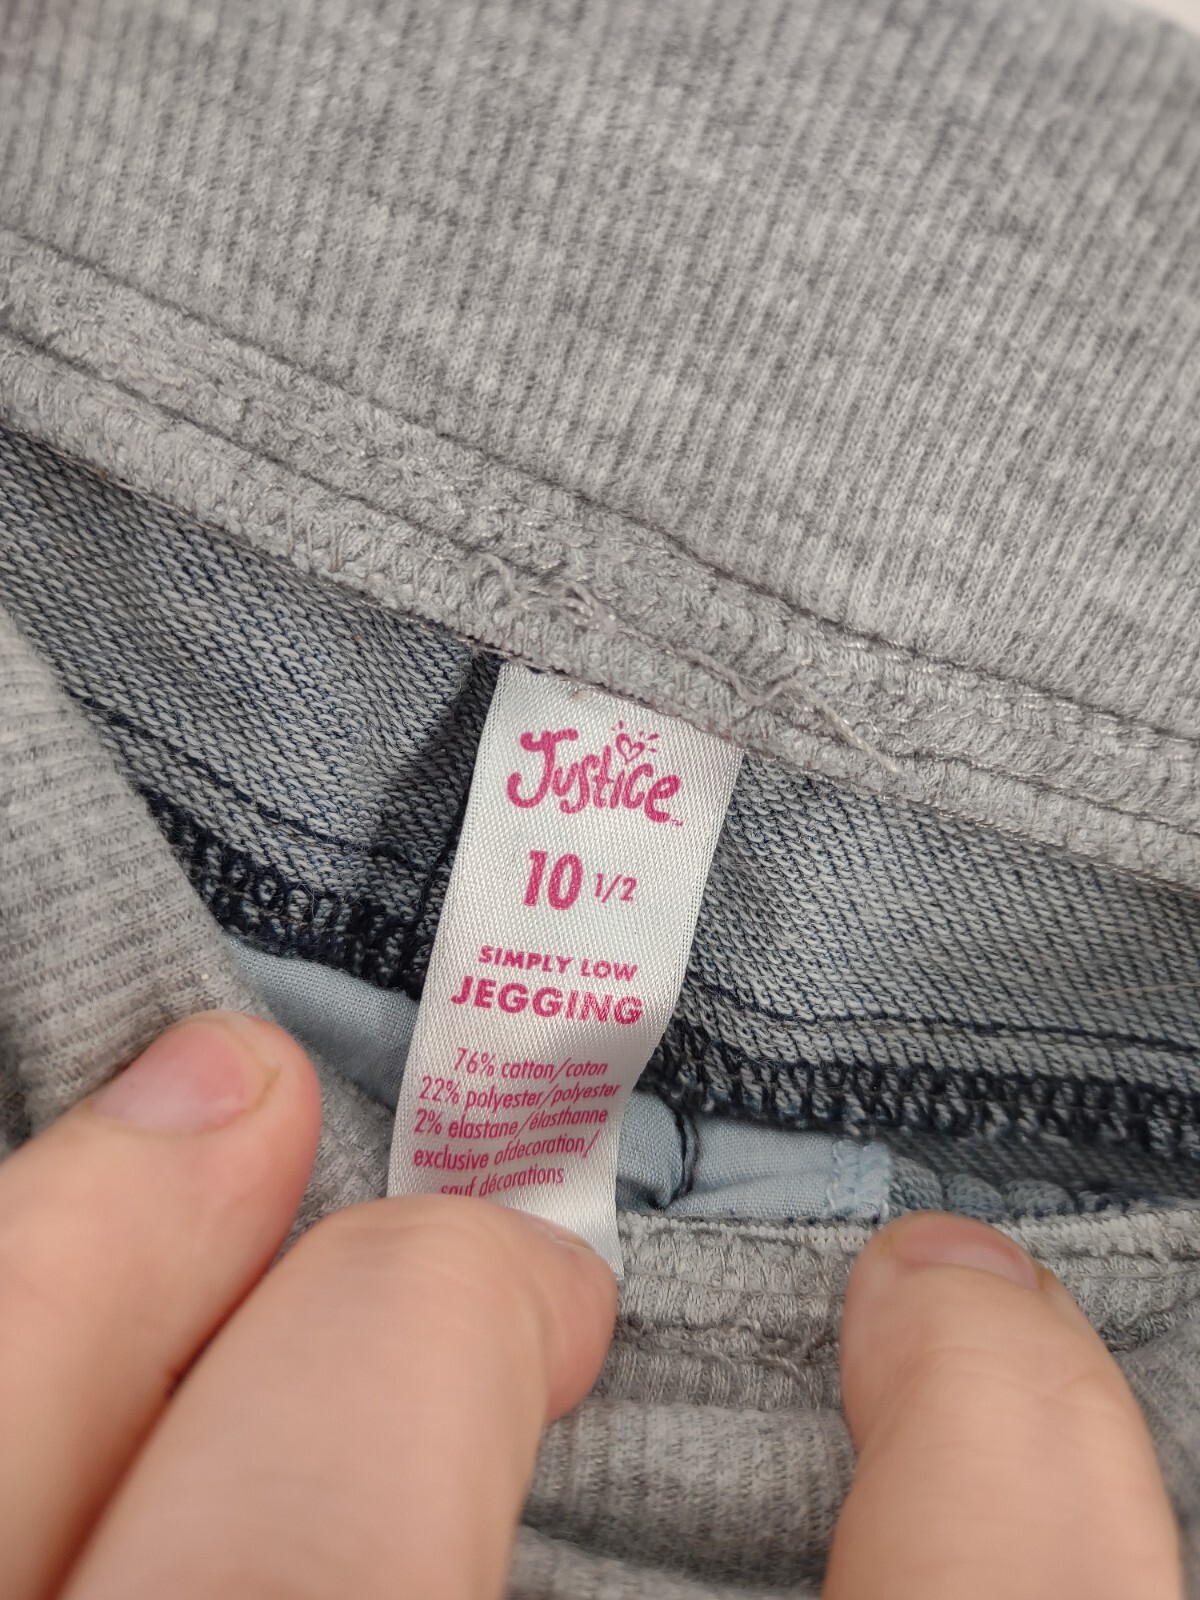 Justice™
10 1/2
SIMPLY LOW
JEGGING
76% cotton/coton
22% polyester/polyester
2% elastane/élasthanne
exclusive ofdecoration/
sauf décorations